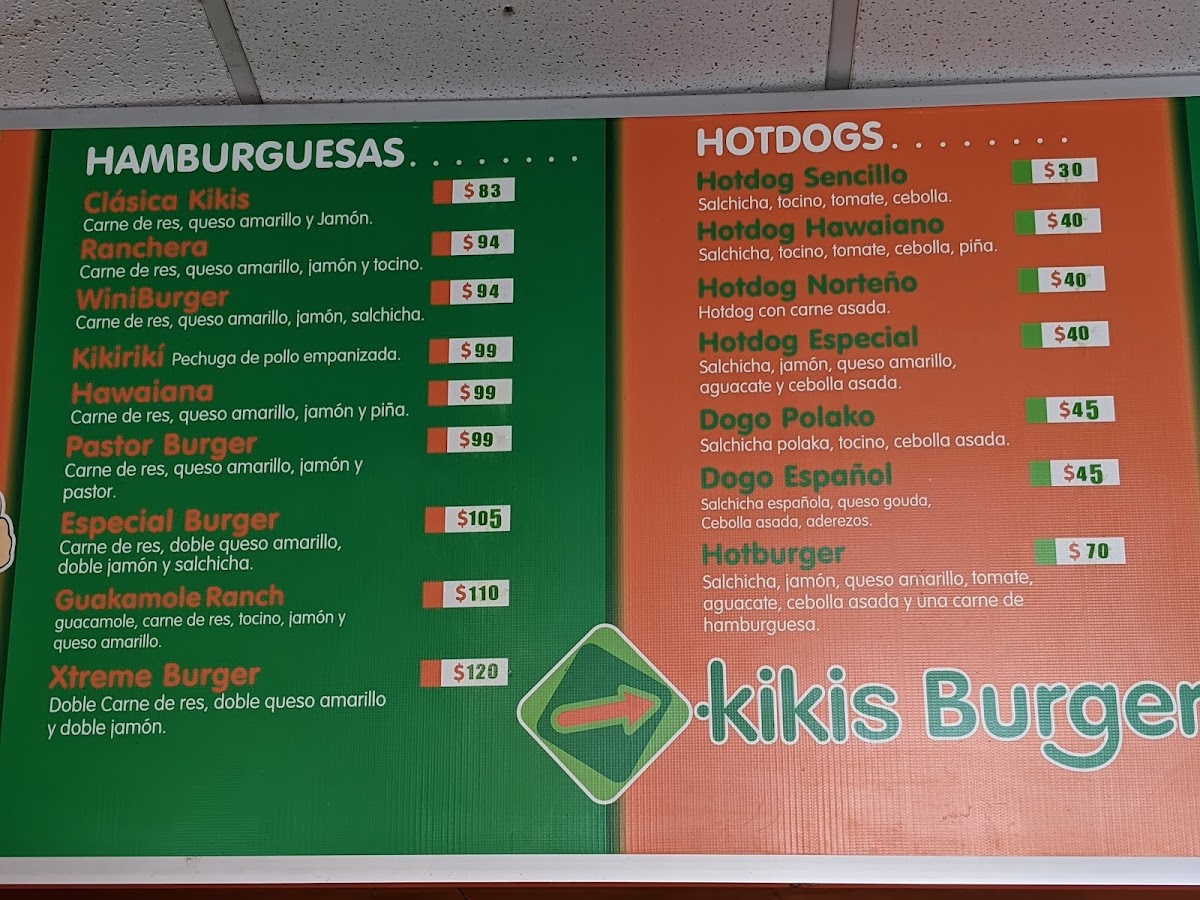 HAMBURGUESAS........
Clásica Kikis $83
Carne de res, queso amarillo y Jamón.
Ranchera $94
Carne de res, queso amarillo, jamón y tocino.
WiniBurger $94
Carne de res, queso amarillo, jamón, salchicha.
Kikirikí Pechuga de pollo empanizada. $99
Hawaiana $99
Carne de res, queso amarillo, jamón y piña.
Pastor Burger $99
Carne de res, queso amarillo, jamón y
pastor.
Especial Burger $105
Carne de res, doble queso amarillo,
doble jamón y salchicha.
Guakamole Ranch $110
guacamole, carne de res, tocino, jamón y
queso amarillo.
Xtreme Burger $120
Doble Carne de res, doble queso amarillo
y doble jamón.
HOTDOGS........
Hotdog Sencillo $30
Salchicha, tocino, tomate, cebolla.
Hotdog Hawaiano $40
Salchicha, tocino, tomate, cebolla, piña.
Hotdog Norteño $40
Hotdog con carne asada.
Hotdog Especial $40
Salchicha, jamón, queso amarillo,
aguacate y cebolla asada.
Dogo Polako $45
Salchicha polaka, tocino, cebolla asada.
Dogo Español $45
Salchicha española, queso gouda,
Cebolla asada, aderezos.
Hotburger $70
Salchicha, jamón, queso amarillo, tomate,
aguacate, cebolla asada y una carne de
hamburguesa.
kikis Burger